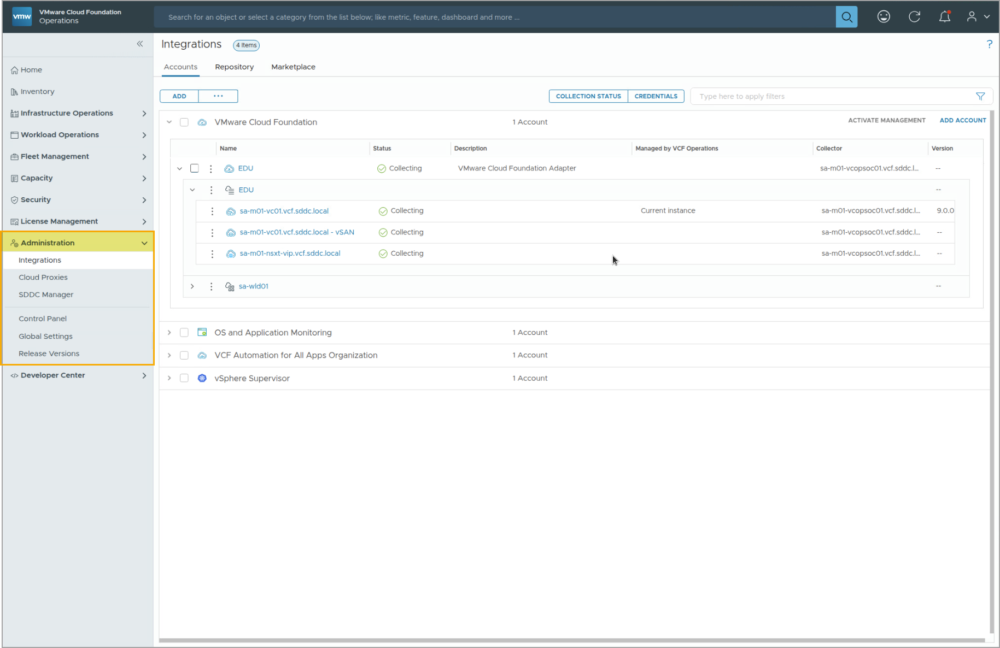 vmw
VMware Cloud Foundation
Operations
Search for an object or select a category from the list below; like metric, feature, dashboard and more ...
Integrations
4 Items
?
Accounts
Repository
Marketplace
ADD
COLLECTION STATUS
CREDENTIALS
Type here to apply filters
Home
Inventory
Infrastructure Operations
Workload Operations
Fleet Management
Capacity
Security
License Management
Administration
Integrations
Cloud Proxies
SDDC Manager
Control Panel
Global Settings
Release Versions
Developer Center
VMware Cloud Foundation
1 Account
ACTIVATE MANAGEMENT
ADD ACCOUNT
Name
Status
Description
Managed by VCF Operations
Collector
Version
EDU
Collecting
VMware Cloud Foundation Adapter
sa-m01-vcopsoc01.vcf.sddc.l...
--
EDU
--
sa-m01-vc01.vcf.sddc.local
Collecting
Current instance
sa-m01-vcopsoc01.vcf.sddc.l...
9.0.0
sa-m01-vc01.vcf.sddc.local - vSAN
Collecting
sa-m01-vcopsoc01.vcf.sddc.l...
--
sa-m01-nsxt-vip.vcf.sddc.local
Collecting
sa-m01-vcopsoc01.vcf.sddc.l...
--
sa-wld01
--
OS and Application Monitoring
1 Account
VCF Automation for All Apps Organization
1 Account
vSphere Supervisor
1 Account